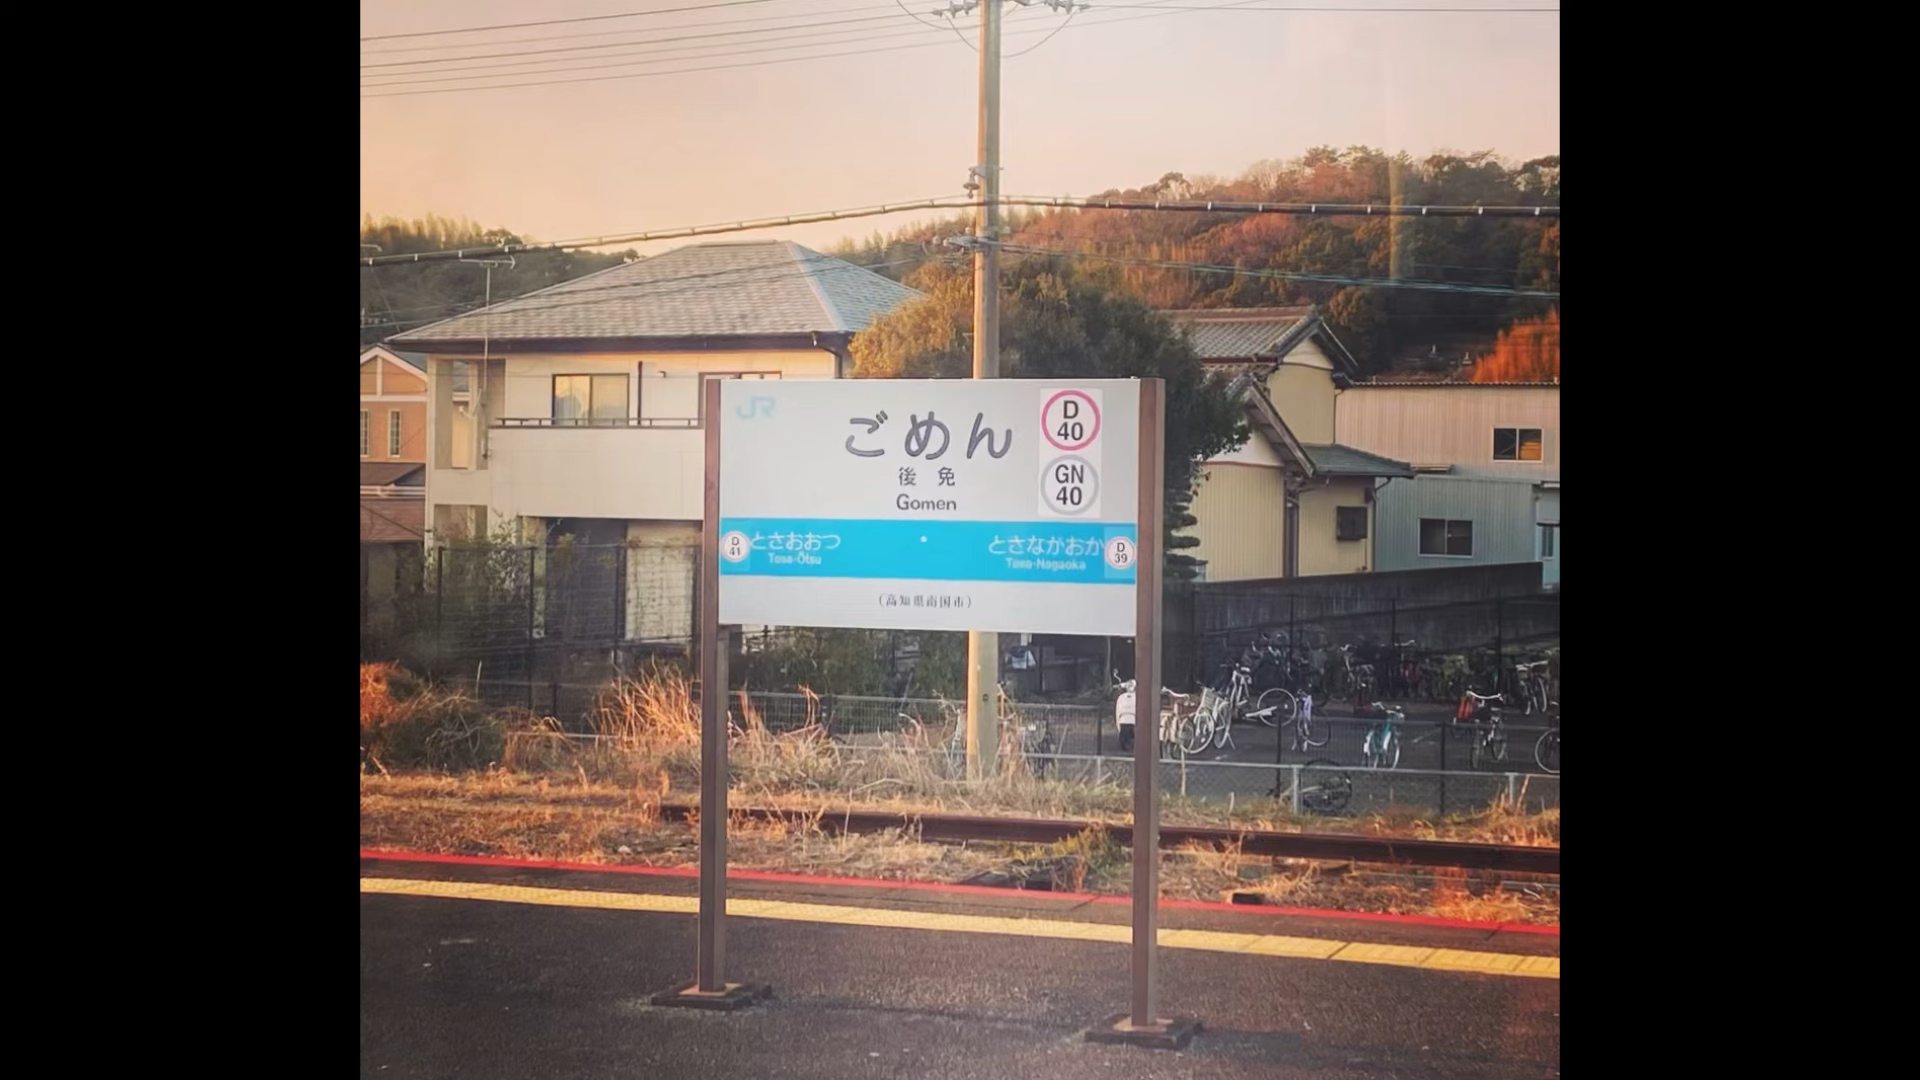 JR
ごめん
後免
Gomen
D
40
GN
40
D
41
とさおおつ
Tosa-Ōtsu
とさながおか
Tosa-Nagaoka
D
39
(高知県南国市)